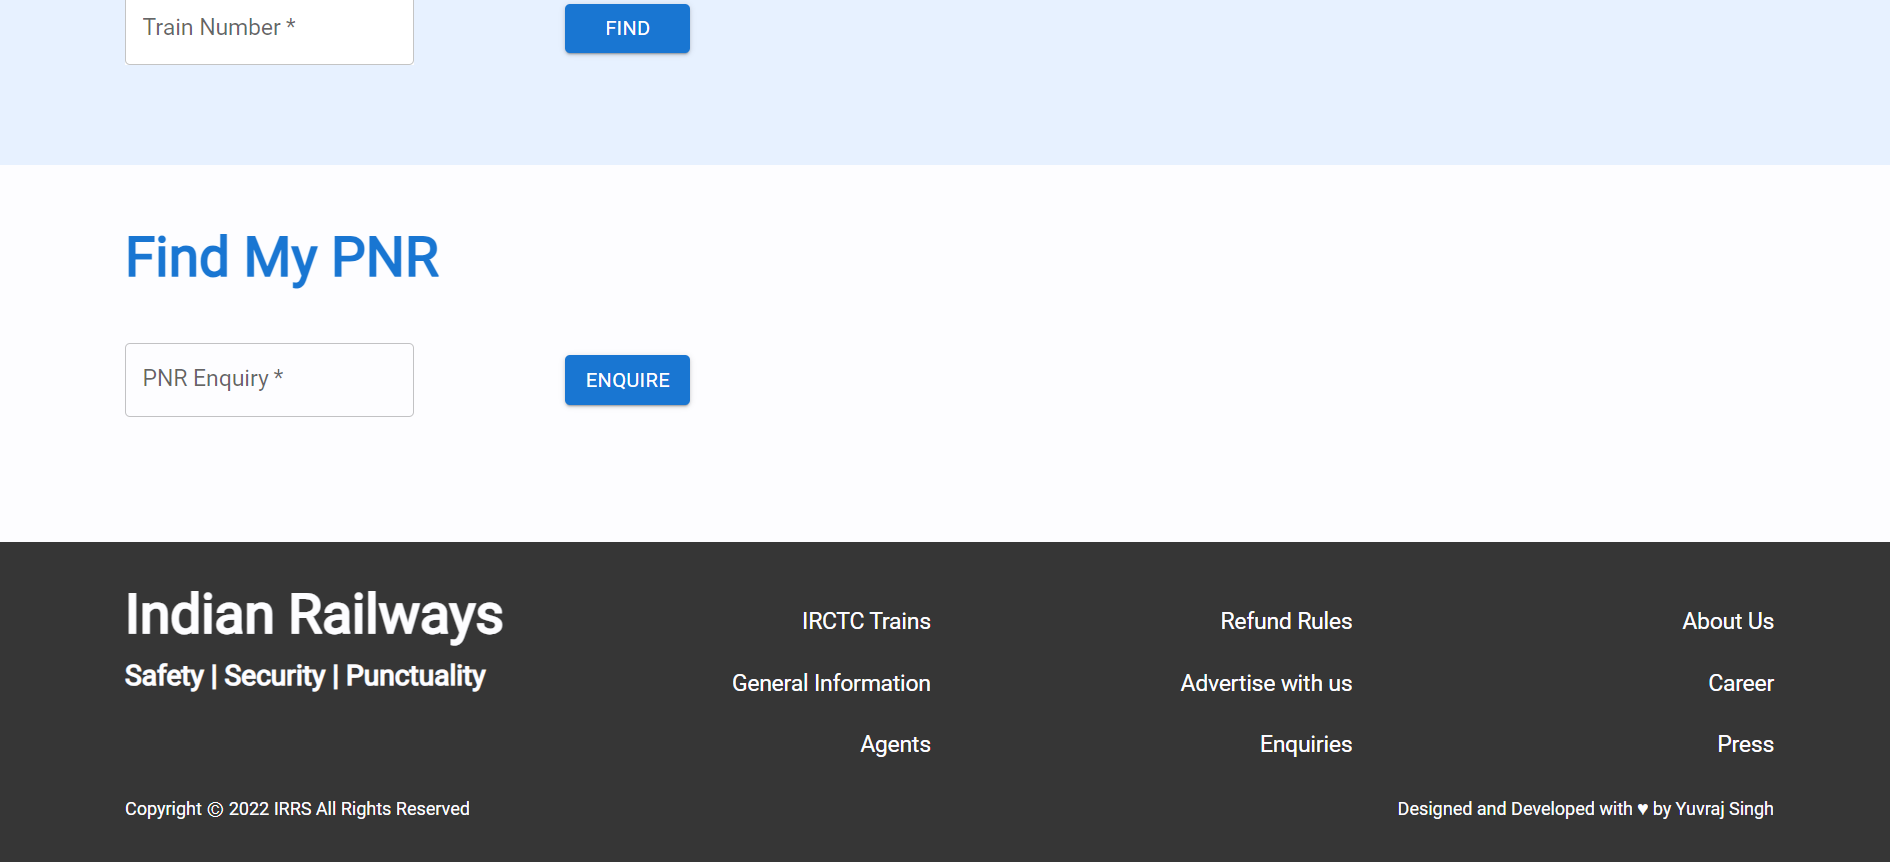 Train Number *
FIND
Find My PNR
PNR Enquiry *
ENQUIRE
Indian Railways
Safety | Security | Punctuality
IRCTC Trains
General Information
Agents
Refund Rules
Advertise with us
Enquiries
About Us
Career
Press
Copyright © 2022 IRRS All Rights Reserved
Designed and Developed with ♥ by Yuvraj Singh